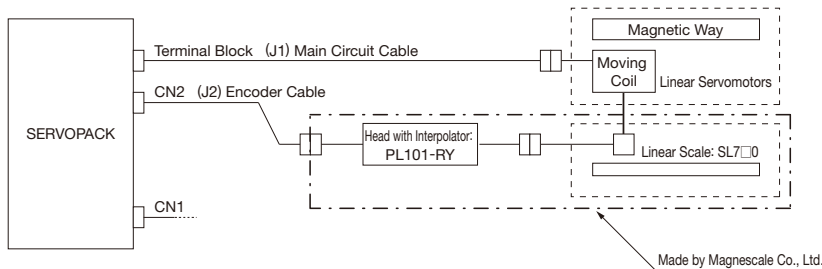 Magnetic Way
Terminal Block (J1) Main Circuit Cable
Moving
Coil
Linear Servomotors
CN2 (J2) Encoder Cable
SERVOPACK
Head with Interpolator:
PL101-RY
Linear Scale: SL7□0
CN1
Made by Magnescale Co., Ltd.